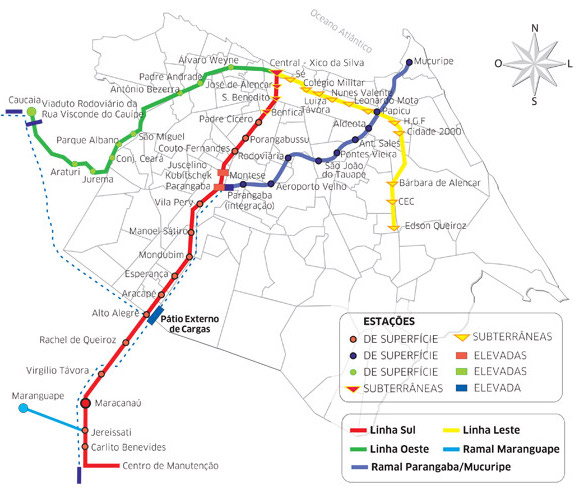 Oceano Atlântico
N
O
L
S
Álvaro Weyne
Central - Xico da Silva
Mucuripe
Padre Andrade
Sé
José de Alencar
Colégio Militar
Antônio Bezerra
Nunes Valente
S. Benedito
Luiza
Távora
Leonardo Mota
Caucaia
Papicu
Viaduto Rodoviário da
Rua Visconde do Cauípe
Benfica
H.G.F
Padre Cícero
Aldeota
Cidade 2000
São Miguel
Parque Albano
Porangabussu
Ant. Sales
Couto Fernandes
Pontes Vieira
Conj. Ceará
Rodoviária
São João
do Tauape
Araturi
Juscelino
Kubitschek
Montese
Jurema
Parangaba
Aeroporto Velho
Bárbara de Alencar
Parangaba
(integração)
Vila Pery
CEC
Manoel Sátiro
Edson Queiroz
Mondubim
Esperança
Aracapé
Alto Alegre
Pátio Externo
de Cargas
Rachel de Queiroz
Virgílio Távora
Maranguape
Maracanaú
Jereissati
Carlito Benevides
Centro de Manutenção
ESTAÇÕES
DE SUPERFÍCIE
SUBTERRÂNEAS
DE SUPERFÍCIE
ELEVADAS
DE SUPERFÍCIE
ELEVADAS
SUBTERRÂNEAS
ELEVADA
Linha Sul
Linha Leste
Linha Oeste
Ramal Maranguape
Ramal Parangaba/Mucuripe